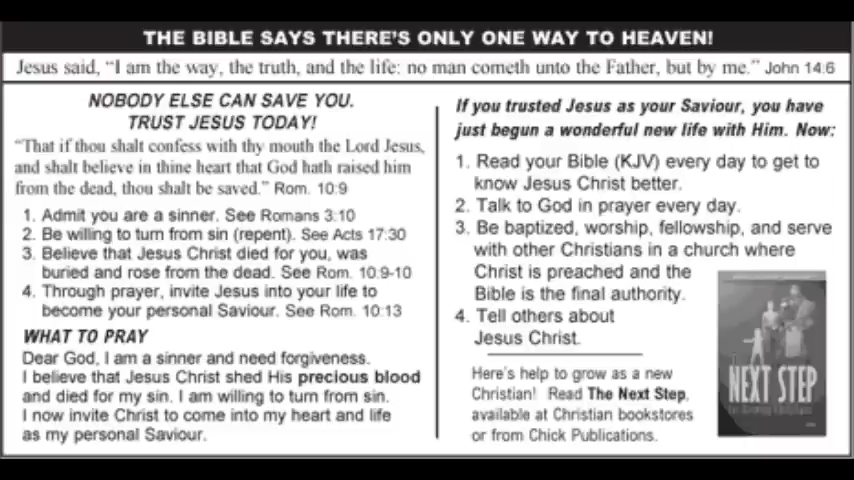 THE BIBLE SAYS THERE'S ONLY ONE WAY TO HEAVEN!
Jesus said, “I am the way, the truth, and the life: no man cometh unto the Father, but by me.” John 14:6
NOBODY ELSE CAN SAVE YOU.
TRUST JESUS TODAY!
“That if thou shalt confess with thy mouth the Lord Jesus,
and shalt believe in thine heart that God hath raised him
from the dead, thou shalt be saved.” Rom. 10:9
1. Admit you are a sinner. See Romans 3:10
2. Be willing to turn from sin (repent). See Acts 17:30
3. Believe that Jesus Christ died for you, was
buried and rose from the dead. See Rom. 10:9-10
4. Through prayer, invite Jesus into your life to
become your personal Saviour. See Rom. 10:13
WHAT TO PRAY
Dear God, I am a sinner and need forgiveness.
I believe that Jesus Christ shed His precious blood
and died for my sin. I am willing to turn from sin.
I now invite Christ to come into my heart and life
as my personal Saviour.
If you trusted Jesus as your Saviour, you have
just begun a wonderful new life with Him. Now:
1. Read your Bible (KJV) every day to get to
know Jesus Christ better.
2. Talk to God in prayer every day.
3. Be baptized, worship, fellowship, and serve
with other Christians in a church where
Christ is preached and the
Bible is the final authority.
4. Tell others about
Jesus Christ.
Here's help to grow as a new
Christian! Read The Next Step,
available at Christian bookstores
or from Chick Publications.
NEXT STEP